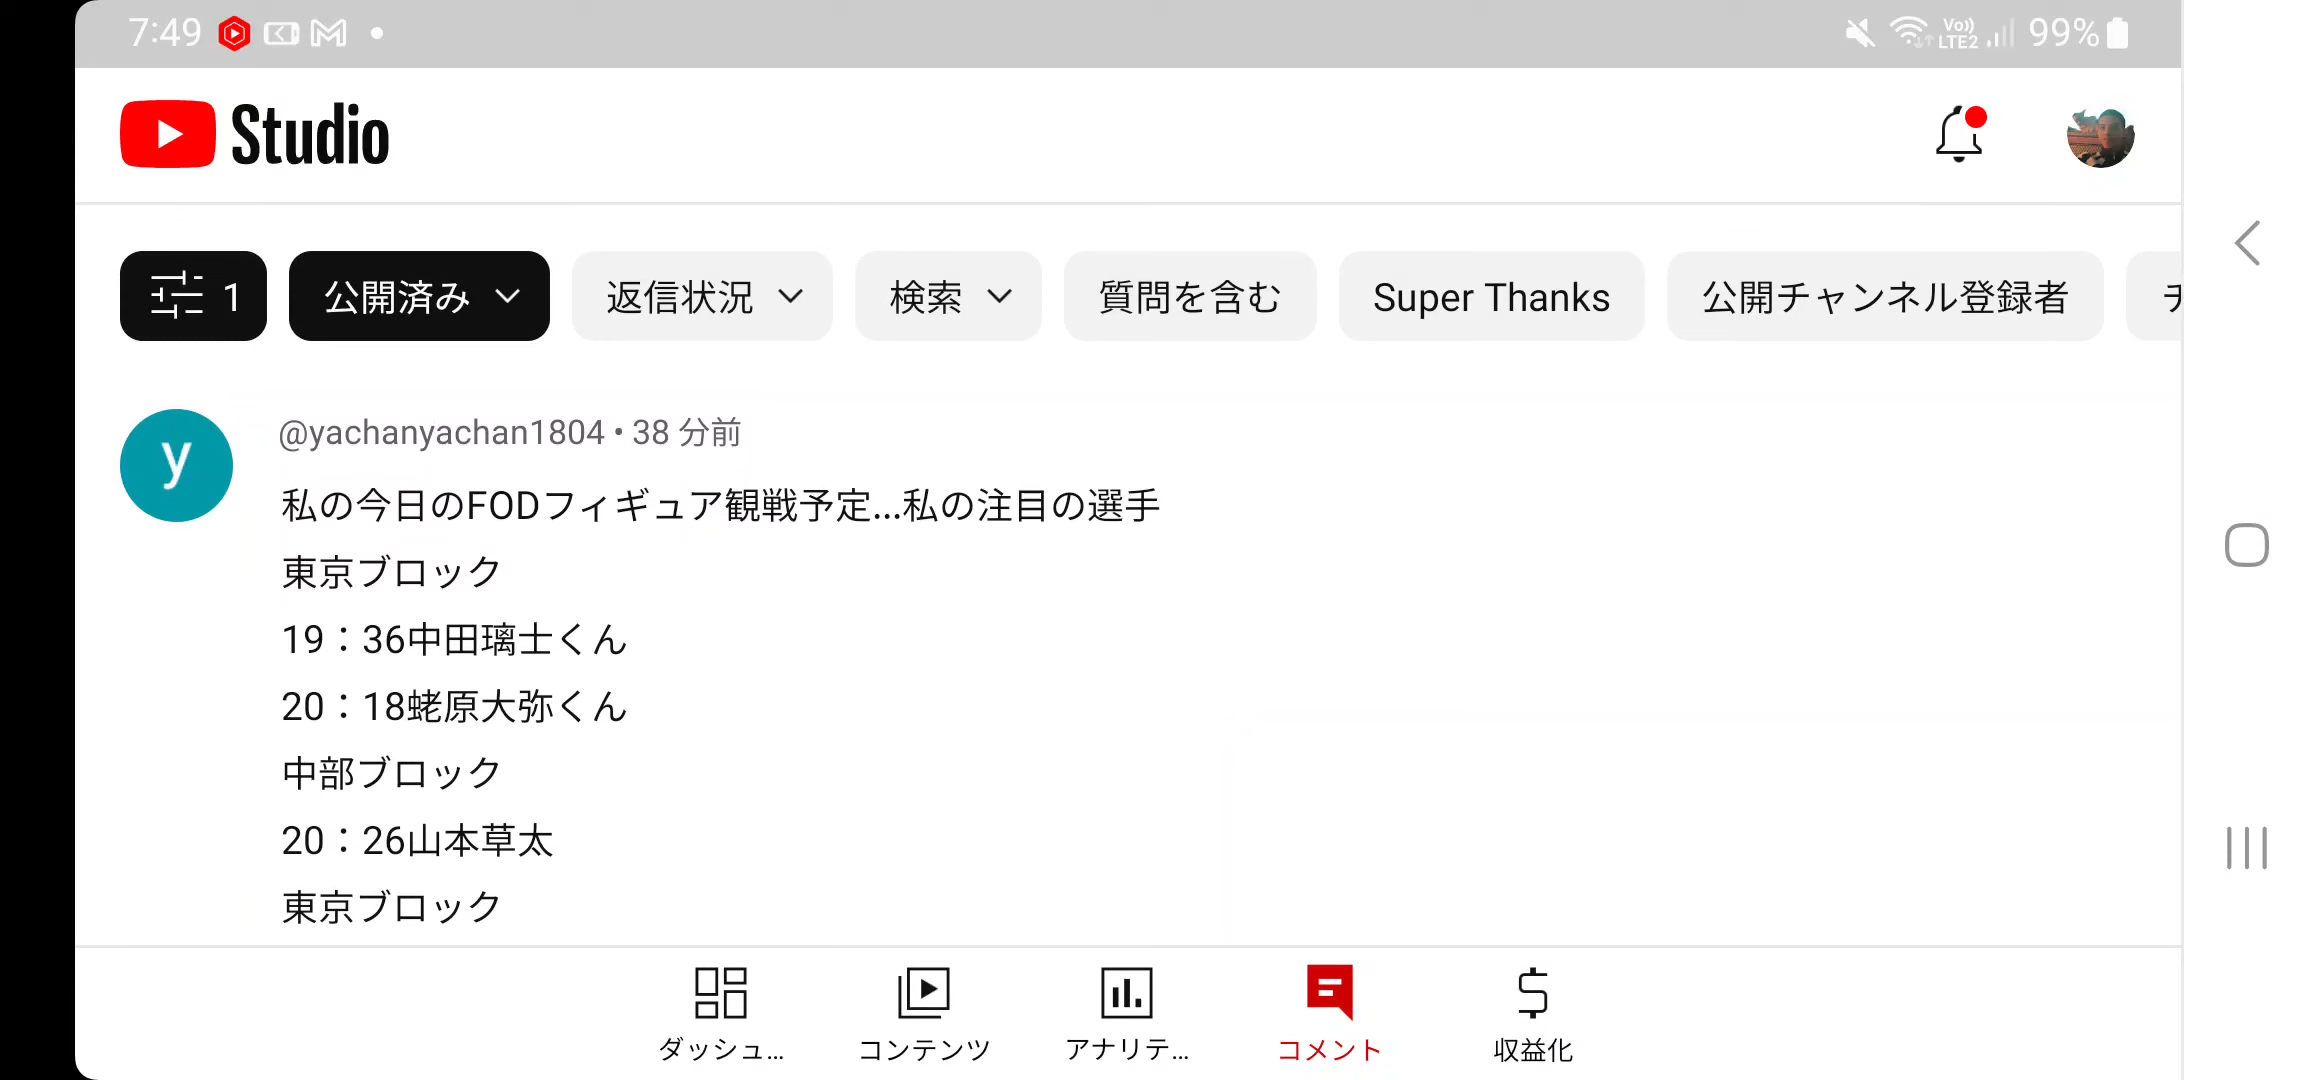 7:49
Vo))
LTE2
99%
Studio
1
公開済み
返信状況
検索
質問を含む
Super Thanks
公開チャンネル登録者
y
@yachanyachan1804 • 38 分前
私の今日のFODフィギュア観戦予定...私の注目の選手
東京ブロック
19：36中田璃士くん
20：18蛯原大弥くん
中部ブロック
20：26山本草太
東京ブロック
ダッシュ...
コンテンツ
アナリテ...
コメント
収益化